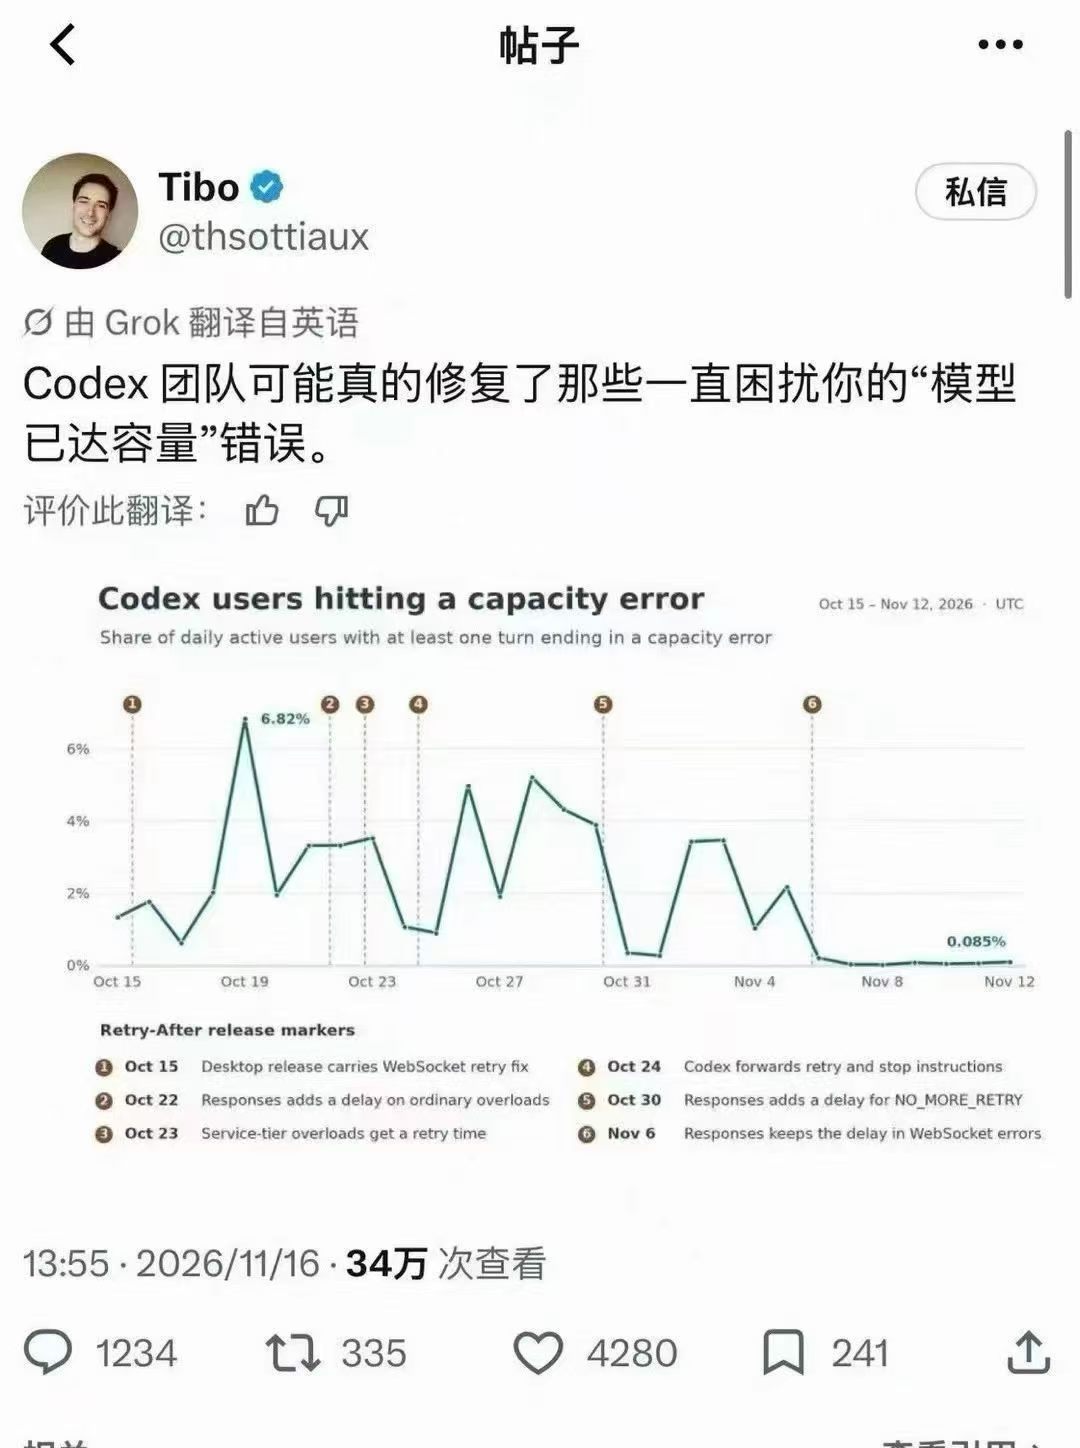 帖子
Tibo
@thsottiaux
私信
由 Grok 翻译自英语
Codex 团队可能真的修复了那些一直困扰你的“模型
已达容量”错误。
评价此翻译：
Codex users hitting a capacity error
Oct 15 – Nov 12, 2026 · UTC
Share of daily active users with at least one turn ending in a capacity error
1 2 3 4 5 6
6.82%
6%
4%
2%
0.085%
0%
Oct 15 Oct 19 Oct 23 Oct 27 Oct 31 Nov 4 Nov 8 Nov 12
Retry-After release markers
1 Oct 15 Desktop release carries WebSocket retry fix
2 Oct 22 Responses adds a delay on ordinary overloads
3 Oct 23 Service-tier overloads get a retry time
4 Oct 24 Codex forwards retry and stop instructions
5 Oct 30 Responses adds a delay for NO_MORE_RETRY
6 Nov 6 Responses keeps the delay in WebSocket errors
13:55 · 2026/11/16 · 34万 次查看
1234 335 4280 241